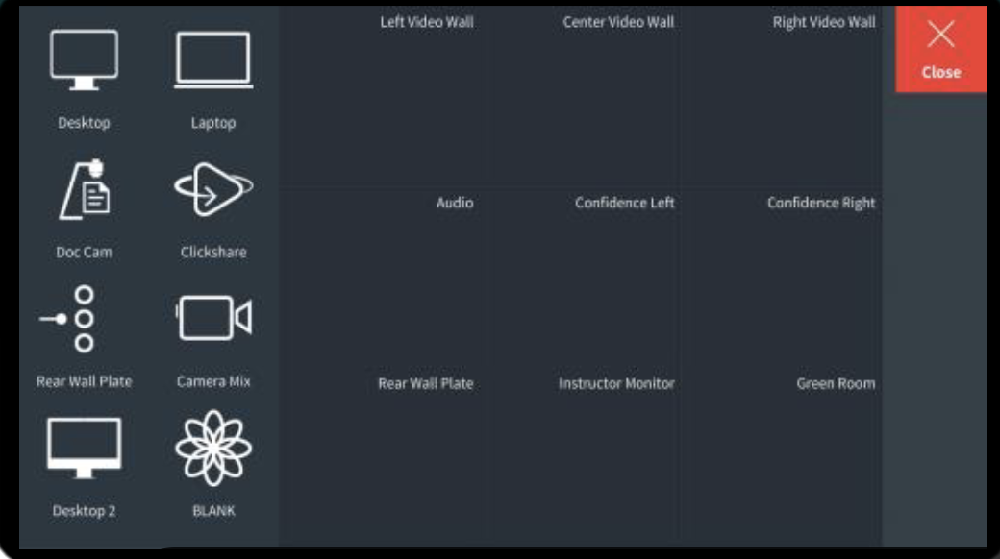 Left Video Wall
Center Video Wall
Right Video Wall
Close
Desktop
Laptop
Audio
Confidence Left
Confidence Right
Doc Cam
Clickshare
Rear Wall Plate
Camera Mix
Rear Wall Plate
Instructor Monitor
Green Room
Desktop 2
BLANK